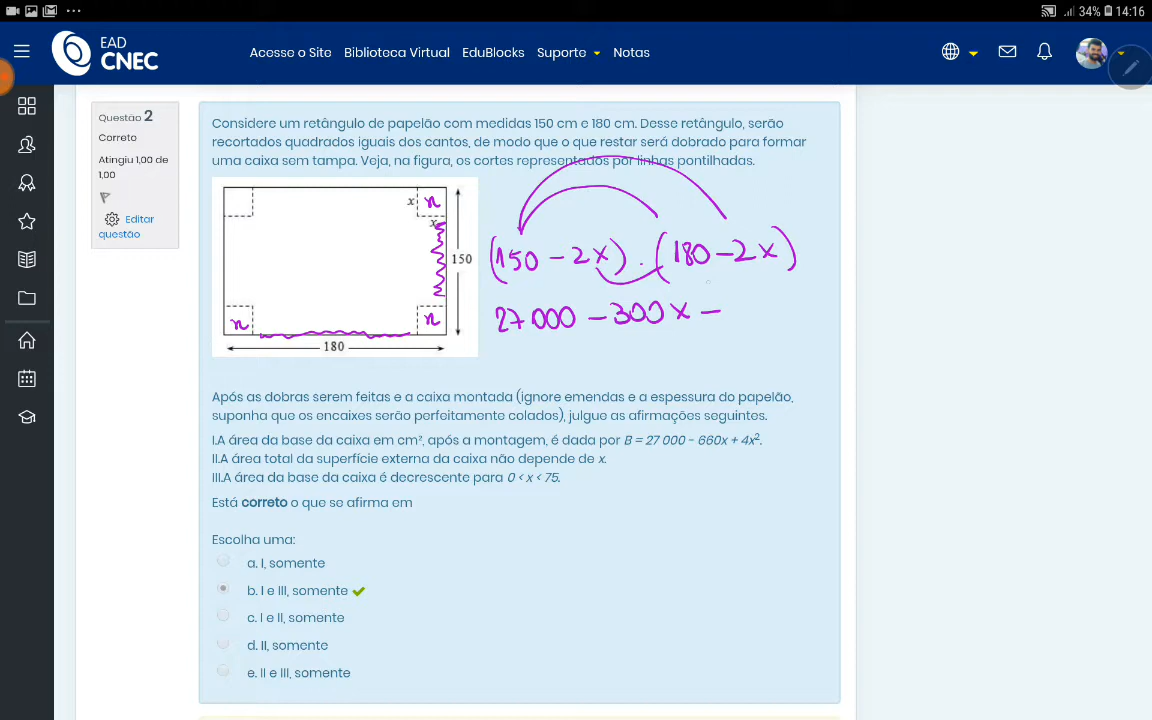 34% 14:16
EAD
CNEC
Acesse o Site Biblioteca Virtual EduBlocks Suporte Notas
Questão 2
Correto
Atingiu 1,00 de
1,00
Editar
questão
Considere um retângulo de papelão com medidas 150 cm e 180 cm. Desse retângulo, serão
recortados quadrados iguais dos cantos, de modo que o que restar será dobrado para formar
uma caixa sem tampa. Veja, na figura, os cortes representados por linhas pontilhadas.
x x
x
150
x x
180
(150 - 2x) . (180 - 2x)
27000 - 300x -
Após as dobras serem feitas e a caixa montada (ignore emendas e a espessura do papelão,
suponha que os encaixes serão perfeitamente colados), julgue as afirmações seguintes.
I.A área da base da caixa em cm², após a montagem, é dada por B = 27 000 - 660x + 4x².
II.A área total da superfície externa da caixa não depende de x.
III.A área da base da caixa é decrescente para 0 < x < 75.
Está correto o que se afirma em
Escolha uma:
a. I, somente
b. I e III, somente
c. I e II, somente
d. II, somente
e. II e III, somente